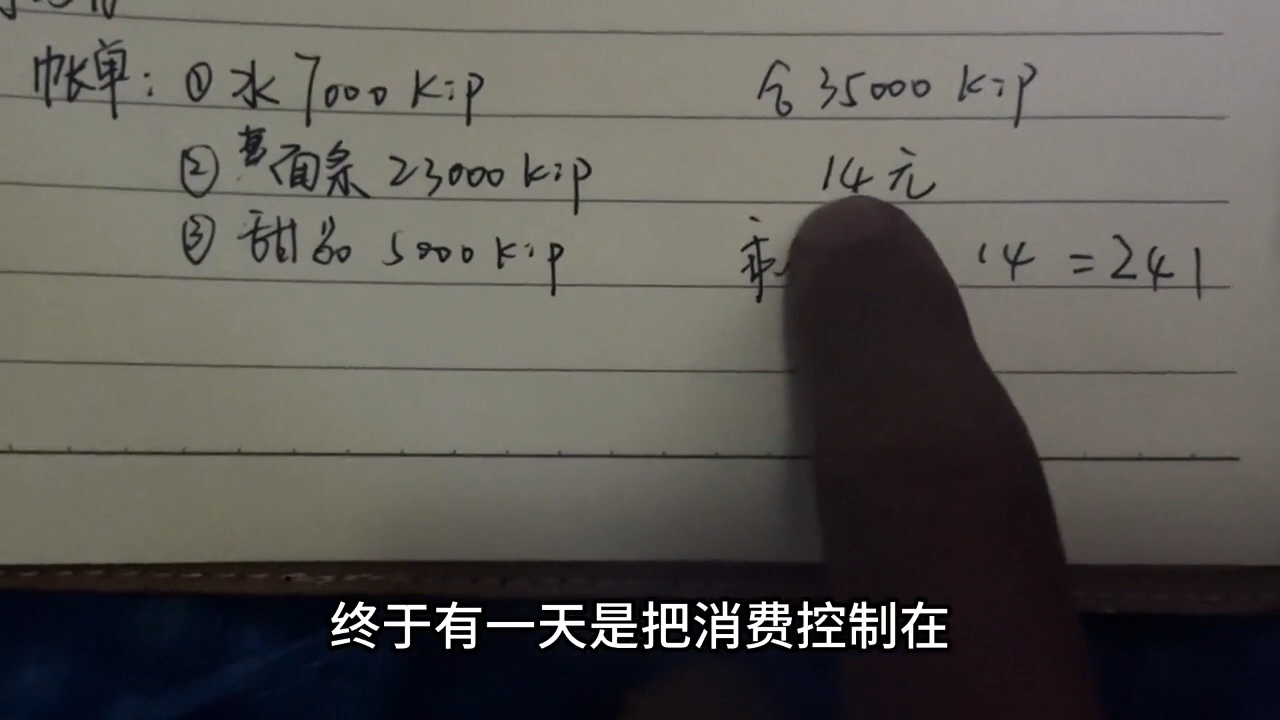 帐单: ① 水 7000 kip 合 35000 kip
② 面条 23000 kip 14元
③ 甜品 5000 kip 14 = 241
终于有一天是把消费控制在